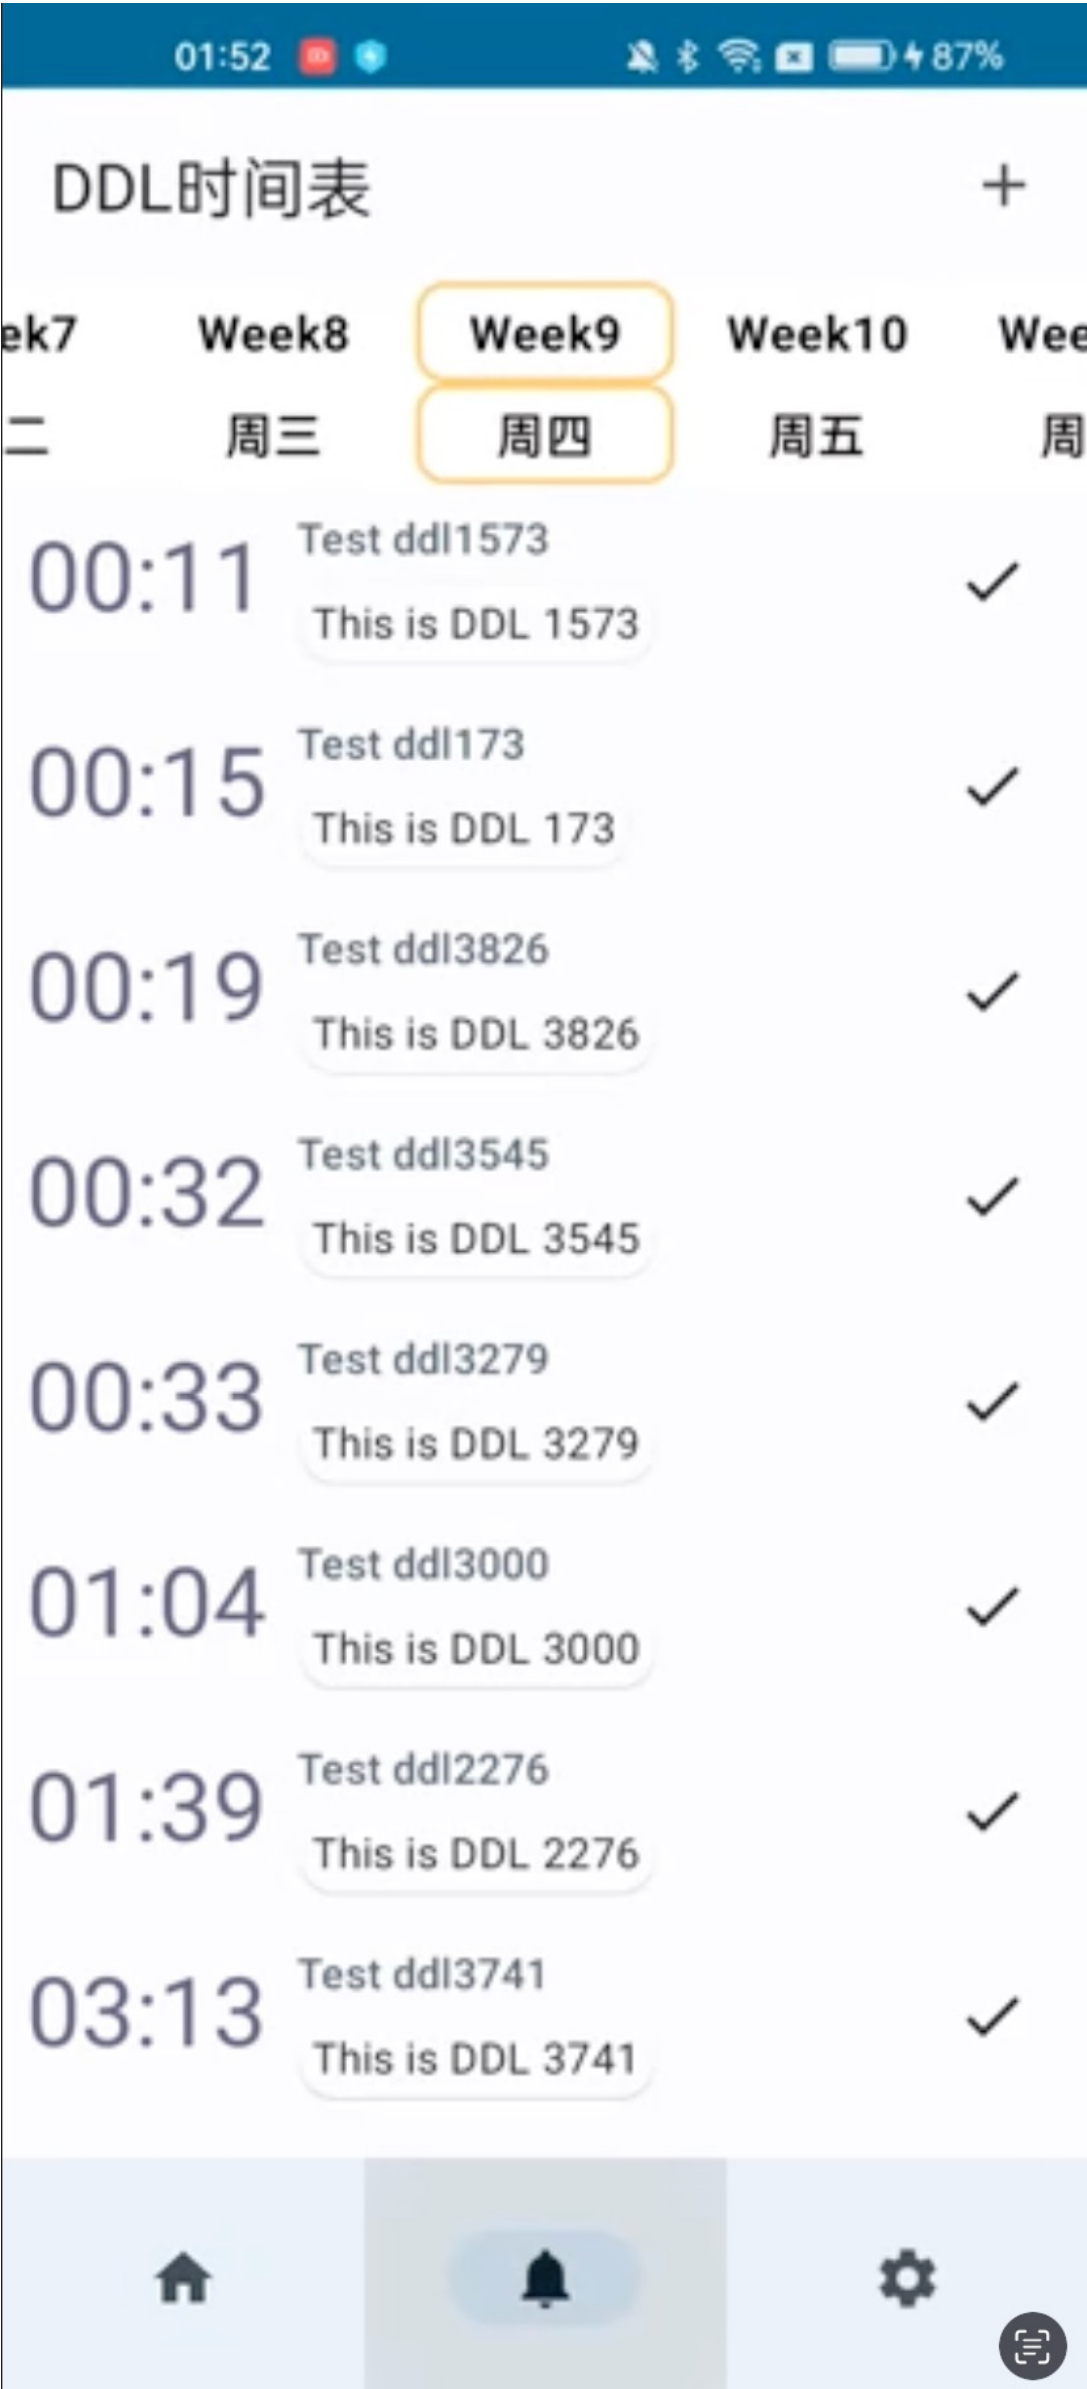 01:52 87%
DDL时间表 +
ek7 Week8 Week9 Week10 Wee
二 周三 周四 周五 周
00:11 Test ddl1573
This is DDL 1573
00:15 Test ddl173
This is DDL 173
00:19 Test ddl3826
This is DDL 3826
00:32 Test ddl3545
This is DDL 3545
00:33 Test ddl3279
This is DDL 3279
01:04 Test ddl3000
This is DDL 3000
01:39 Test ddl2276
This is DDL 2276
03:13 Test ddl3741
This is DDL 3741